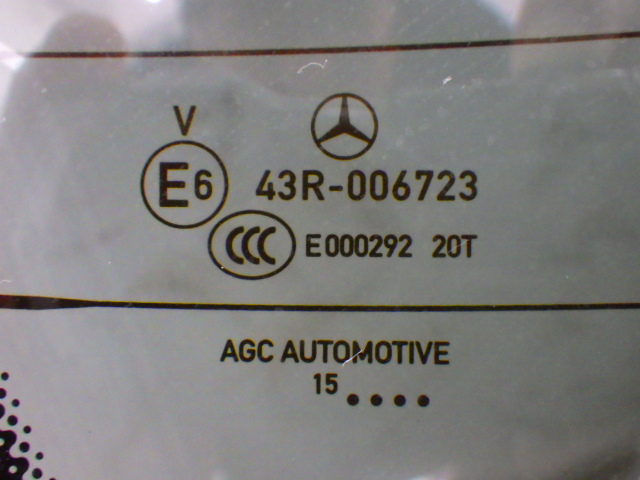 V
E6 43R-006723
CCC E000292 20T
AGC AUTOMOTIVE
15 ••••